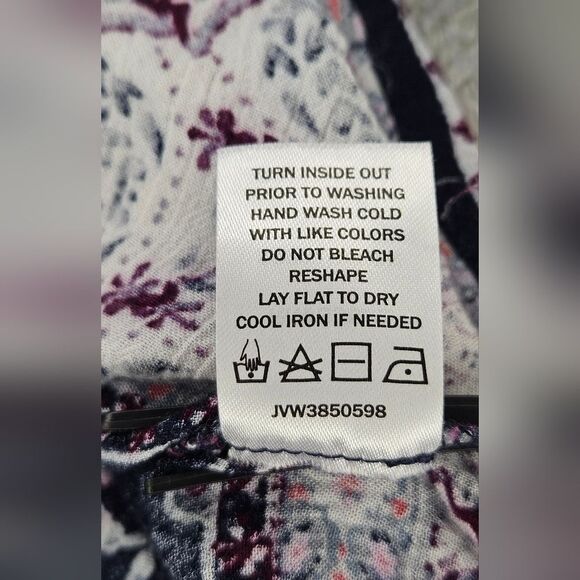 TURN INSIDE OUT
PRIOR TO WASHING
HAND WASH COLD
WITH LIKE COLORS
DO NOT BLEACH
RESHAPE
LAY FLAT TO DRY
COOL IRON IF NEEDED
JVW3850598